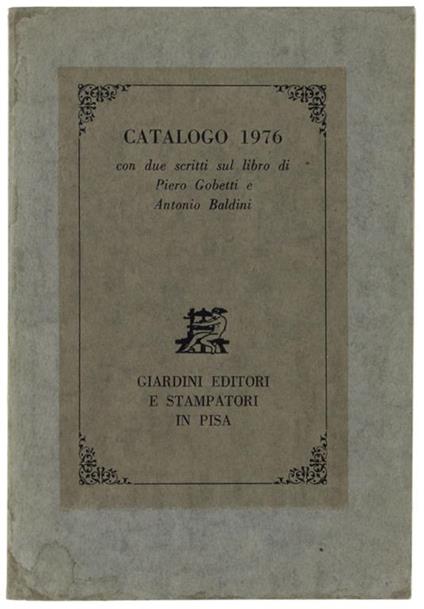 CATALOGO 1976
con due scritti sul libro di
Piero Gobetti e
Antonio Baldini
GIARDINI EDITORI
E STAMPATORI
IN PISA